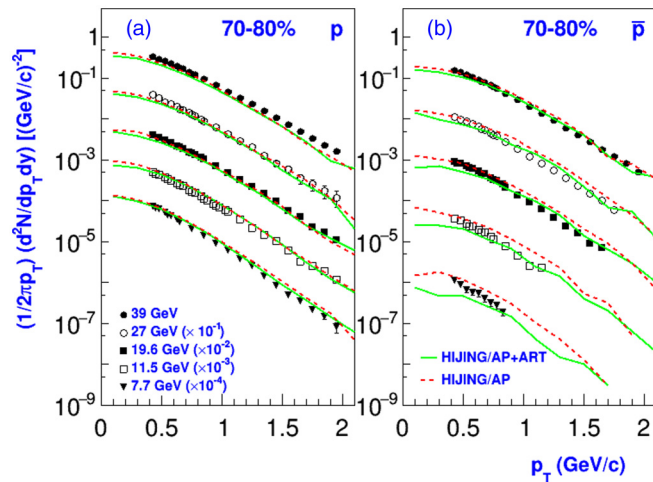 (a) 70-80% p
(b) 70-80% p̅
(1/2πp_T) (d²N/dp_Tdy) [(GeV/c)⁻²]
1
10⁻¹
10⁻³
10⁻⁵
10⁻⁷
10⁻⁹
39 GeV
27 GeV (× 10⁻¹)
19.6 GeV (×10⁻²)
11.5 GeV (×10⁻³)
7.7 GeV (×10⁻⁴)
HIJING/AP+ART
HIJING/AP
0 0.5 1 1.5 2
0 0.5 1 1.5 2
p_T (GeV/c)